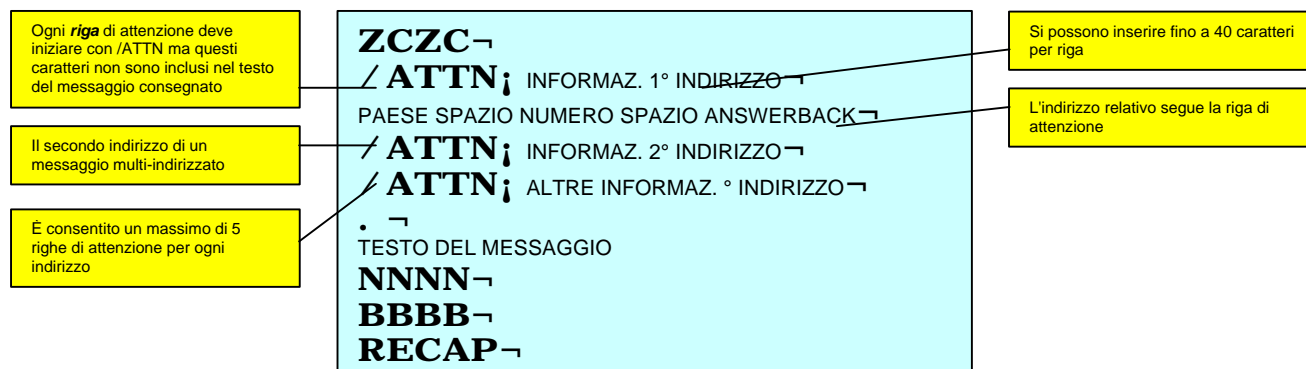 Ogni riga di attenzione deve
iniziare con /ATTN ma questi
caratteri non sono inclusi nel testo
del messaggio consegnato
Il secondo indirizzo di un
messaggio multi-indirizzato
È consentito un massimo di 5
righe di attenzione per ogni
indirizzo
ZCZC¬
/ ATTN¡ INFORMAZ. 1° INDIRIZZO¬
PAESE SPAZIO NUMERO SPAZIO ANSWERBACK¬
/ ATTN¡ INFORMAZ. 2° INDIRIZZO¬
/ ATTN¡ ALTRE INFORMAZ. ° INDIRIZZO¬
. ¬
TESTO DEL MESSAGGIO
NNNN¬
BBBB¬
RECAP¬
Si possono inserire fino a 40 caratteri
per riga
L'indirizzo relativo segue la riga di
attenzione